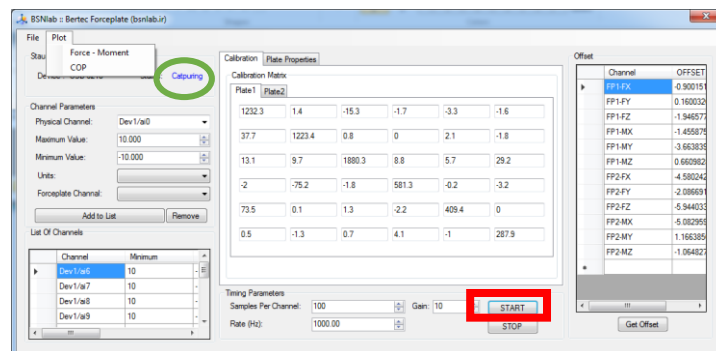 BSNlab :: Bertec Forceplate (bsnlab.ir)
File Plot
Force - Moment
COP
Catpuring
Channel Parameters
Physical Channel: Dev1/ai0
Maximum Value: 10.000
Minimum Value: -10.000
Units:
Forceplate Channel:
Add to List Remove
List Of Channels
Channel Minimum
Dev1/ai6 10
Dev1/ai7 10
Dev1/ai8 10
Dev1/ai9 10
Calibration Plate Properties
Calibration Matrix
Plate1 Plate2
1232.3 1.4 -15.3 -1.7 -3.3 -1.6
37.7 1223.4 0.8 0 2.1 -1.8
13.1 9.7 1880.3 8.8 5.7 29.2
-2 -75.2 -1.8 581.3 -0.2 -3.2
73.5 0.1 1.3 -2.2 409.4 0
0.5 -1.3 0.7 4.1 -1 287.9
Timing Parameters
Samples Per Channel: 100 Gain: 10 START
Rate (Hz): 1000.00 STOP
Offset
Channel OFFSET
FP1-FX -0.900151
FP1-FY 0.160032
FP1-FZ -1.946577
FP1-MX -1.455875
FP1-MY -3.663839
FP1-MZ 0.660982
FP2-FX -4.580242
FP2-FY -2.086691
FP2-FZ -5.944033
FP2-MX -5.082959
FP2-MY 1.166385
FP2-MZ -1.064827
Get Offset